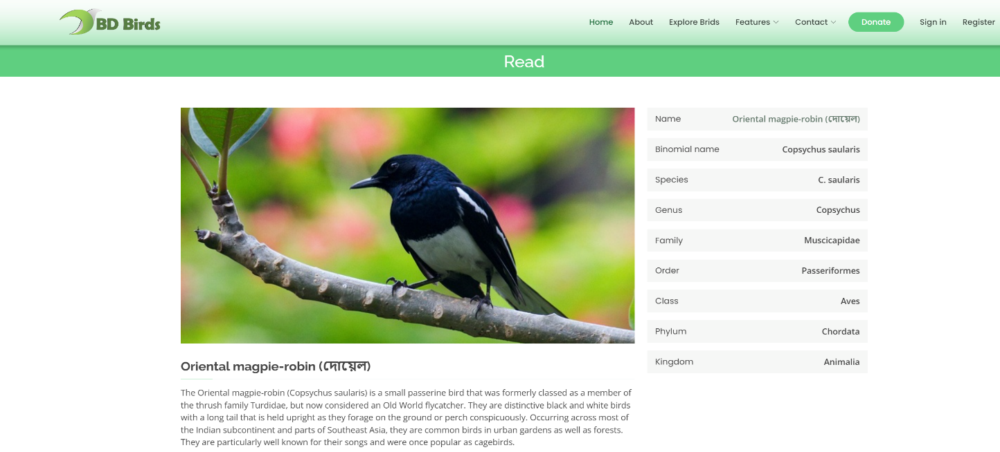 BD Birds
Home About Explore Brids Features Contact Donate Sign in Register
Read
Name Oriental magpie-robin (দোয়েল)
Binomial name Copsychus saularis
Species C. saularis
Genus Copsychus
Family Muscicapidae
Order Passeriformes
Class Aves
Phylum Chordata
Kingdom Animalia
Oriental magpie-robin (দোয়েল)
The Oriental magpie-robin (Copsychus saularis) is a small passerine bird that was formerly classed as a member of
the thrush family Turdidae, but now considered an Old World flycatcher. They are distinctive black and white birds
with a long tail that is held upright as they forage on the ground or perch conspicuously. Occurring across most of
the Indian subcontinent and parts of Southeast Asia, they are common birds in urban gardens as well as forests.
They are particularly well known for their songs and were once popular as cagebirds.